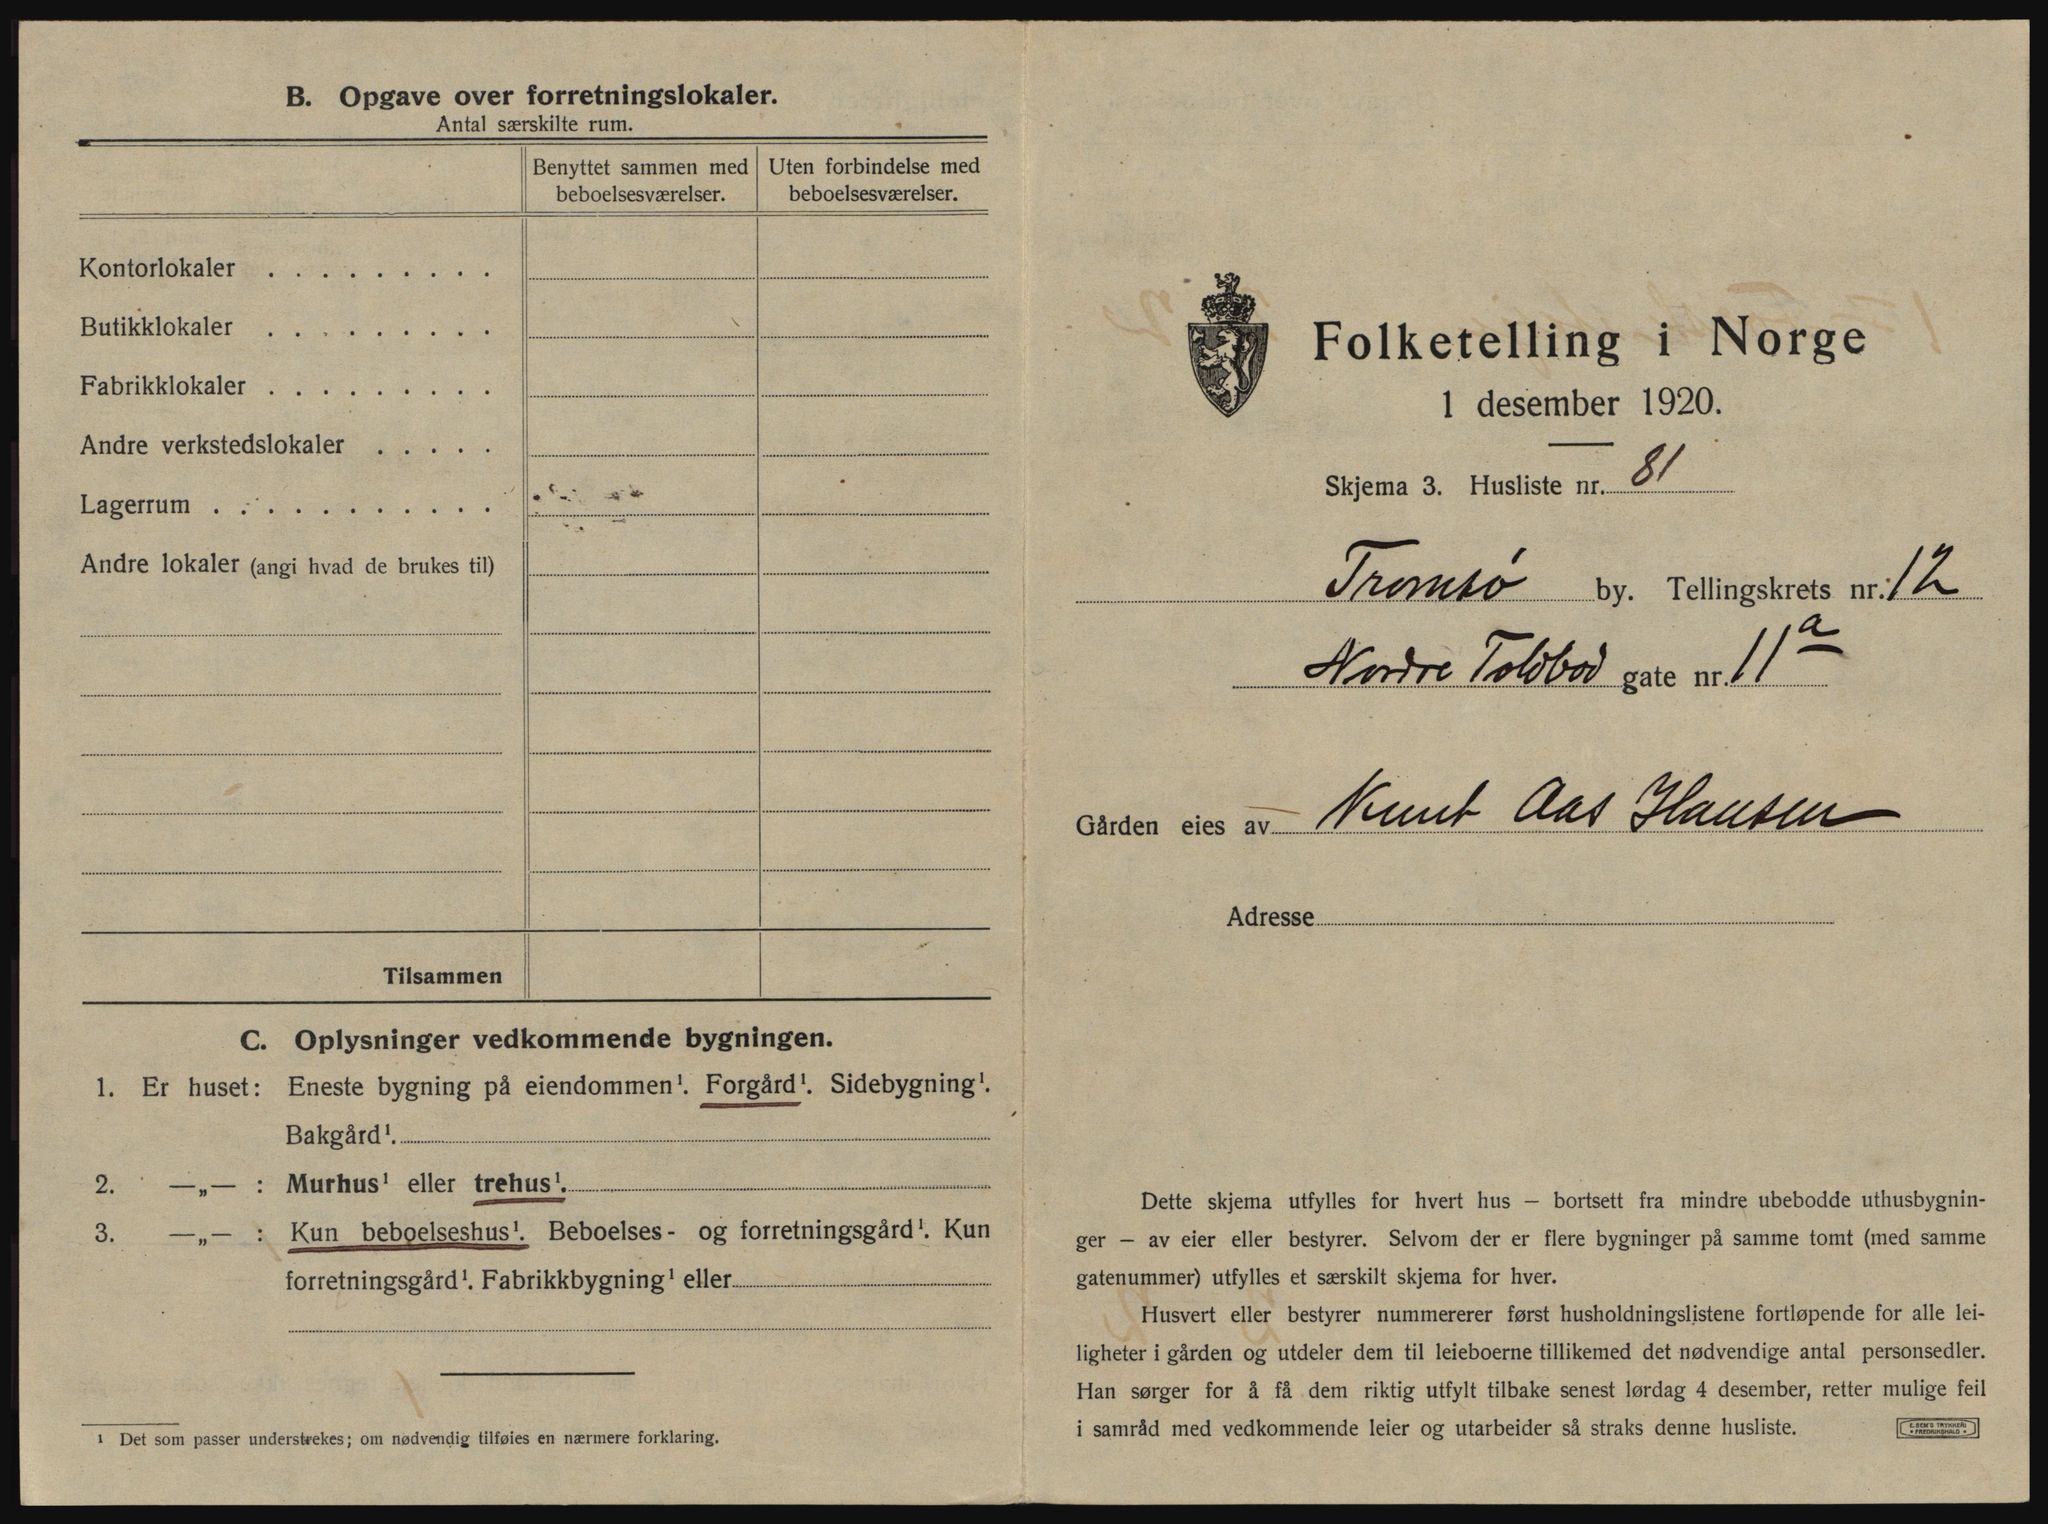 B. Opgave over forretningslokaler.
Antal særskilte rum.
Benyttet sammen med beboelsesværelser.
Uten forbindelse med beboelsesværelser.
Kontorlokaler . . . . . . . . .
Butikklokaler . . . . . . . . .
Fabrikklokaler . . . . . . . . .
Andre verkstedslokaler . . . . .
Lagerrum . . . . . . . . . . .
Andre lokaler (angi hvad de brukes til)
Tilsammen
C. Oplysninger vedkommende bygningen.
1. Er huset: Eneste bygning på eiendommen¹. Forgård¹. Sidebygning¹.
Bakgård¹.
2. —„— : Murhus¹ eller trehus¹.
3. —„— : Kun beboelseshus¹. Beboelses- og forretningsgård¹. Kun
forretningsgård¹. Fabrikkbygning¹ eller
¹ Det som passer understrekes; om nødvendig tilføies en nærmere forklaring.
Folketelling i Norge
1 desember 1920.
Skjema 3. Husliste nr. 81
Tromsø by. Tellingskrets nr. 12
Nordre Toldbod gate nr. 11a
Gården eies av Knut Aas Hansen
Adresse
Dette skjema utfylles for hvert hus — bortsett fra mindre ubebodde uthusbygnin-
ger — av eier eller bestyrer. Selvom der er flere bygninger på samme tomt (med samme
gatenummer) utfylles et særskilt skjema for hver.
Husvert eller bestyrer nummererer først husholdningslistene fortløpende for alle lei-
ligheter i gården og utdeler dem til leieboerne tillikemed det nødvendige antal personsedler.
Han sørger for å få dem riktig utfylt tilbake senest lørdag 4 desember, retter mulige feil
i samråd med vedkommende leier og utarbeider så straks denne husliste.
E. SEM'S TRYKKERI
• FREDRIKSHALD •